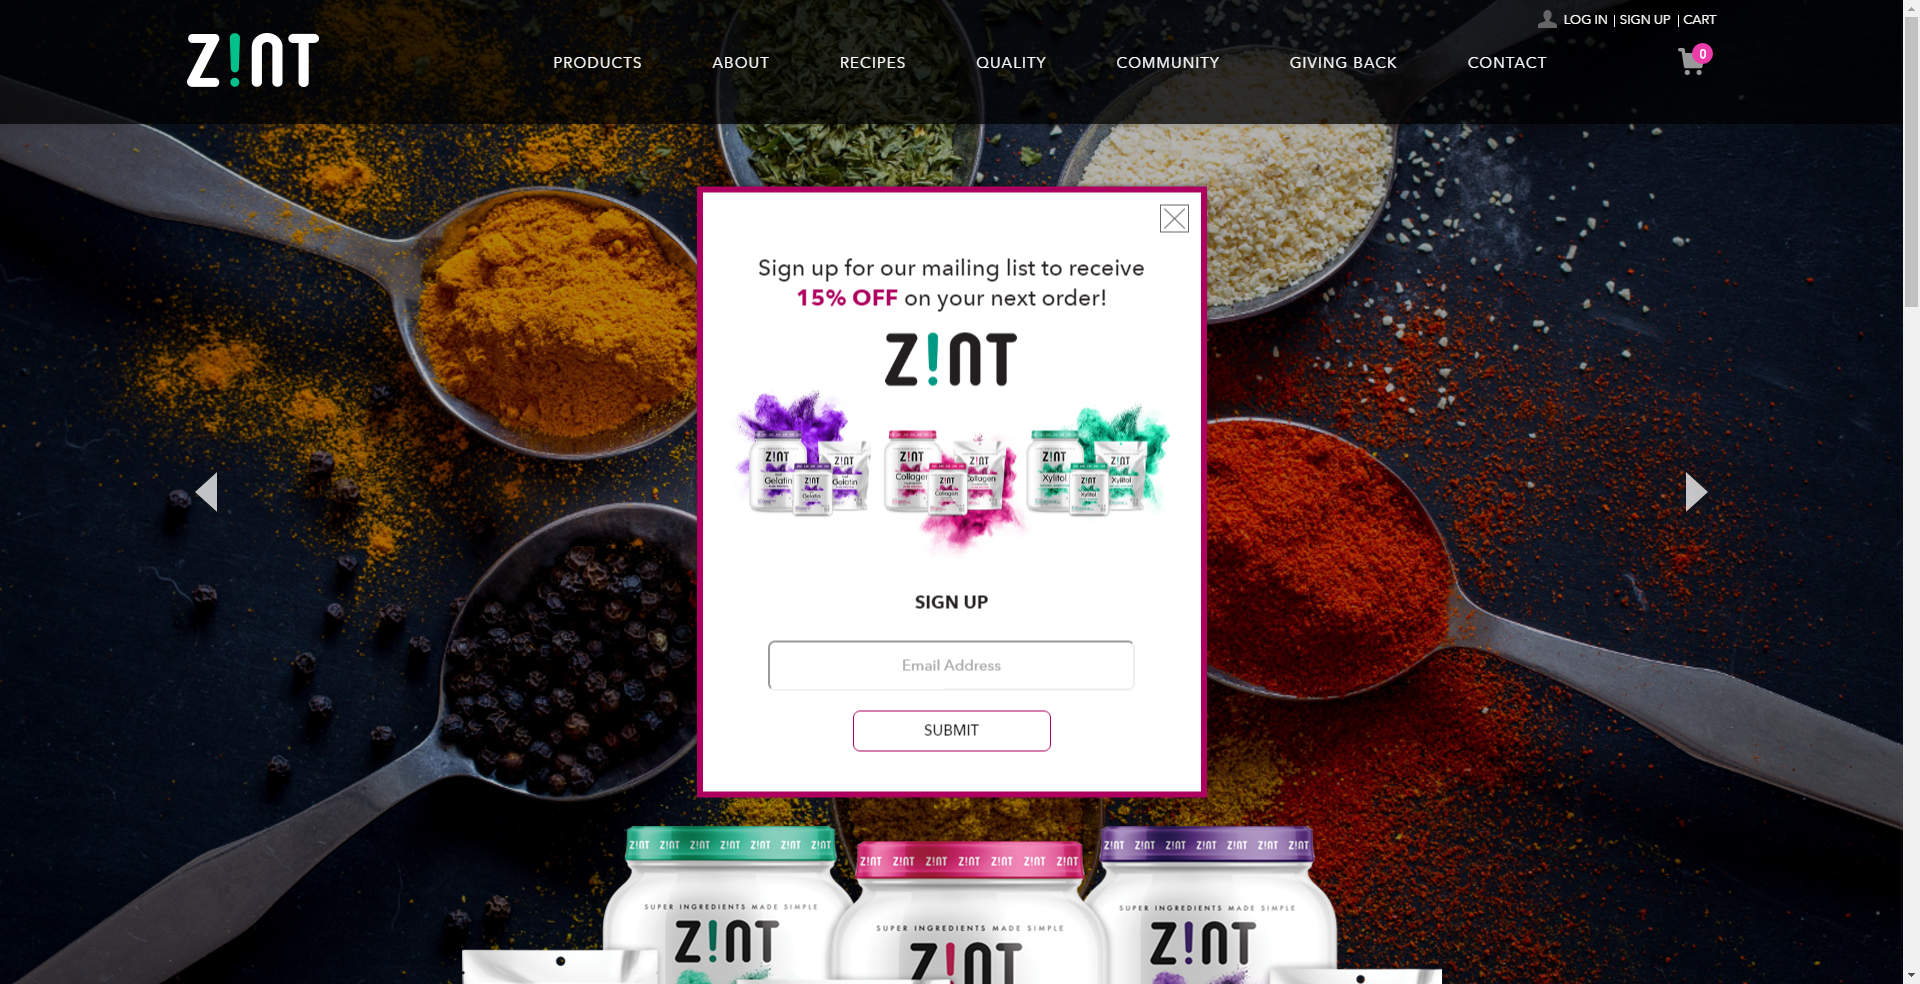 LOG IN | SIGN UP | CART
Z!NT
PRODUCTS
ABOUT
RECIPES
QUALITY
COMMUNITY
GIVING BACK
CONTACT
0
Sign up for our mailing list to receive
15% OFF on your next order!
Z!NT
Z!NT
Gelatin
Z!NT
Gelatin
Z!NT
Gelatin
Z!NT
Collagen
Z!NT
Collagen
Z!NT
Collagen
Z!NT
Xylitol
Z!NT
Xylitol
Z!NT
Xylitol
SIGN UP
Email Address
SUBMIT
Z!NT Z!NT Z!NT Z!NT Z!NT Z!NT Z!NT
SUPER INGREDIENTS MADE SIMPLE
Z!NT
Z!NT Z!NT Z!NT Z!NT Z!NT Z!NT Z!NT
SUPER INGREDIENTS MADE SIMPLE
Z!NT
Z!NT Z!NT Z!NT Z!NT Z!NT Z!NT Z!NT
SUPER INGREDIENTS MADE SIMPLE
Z!NT